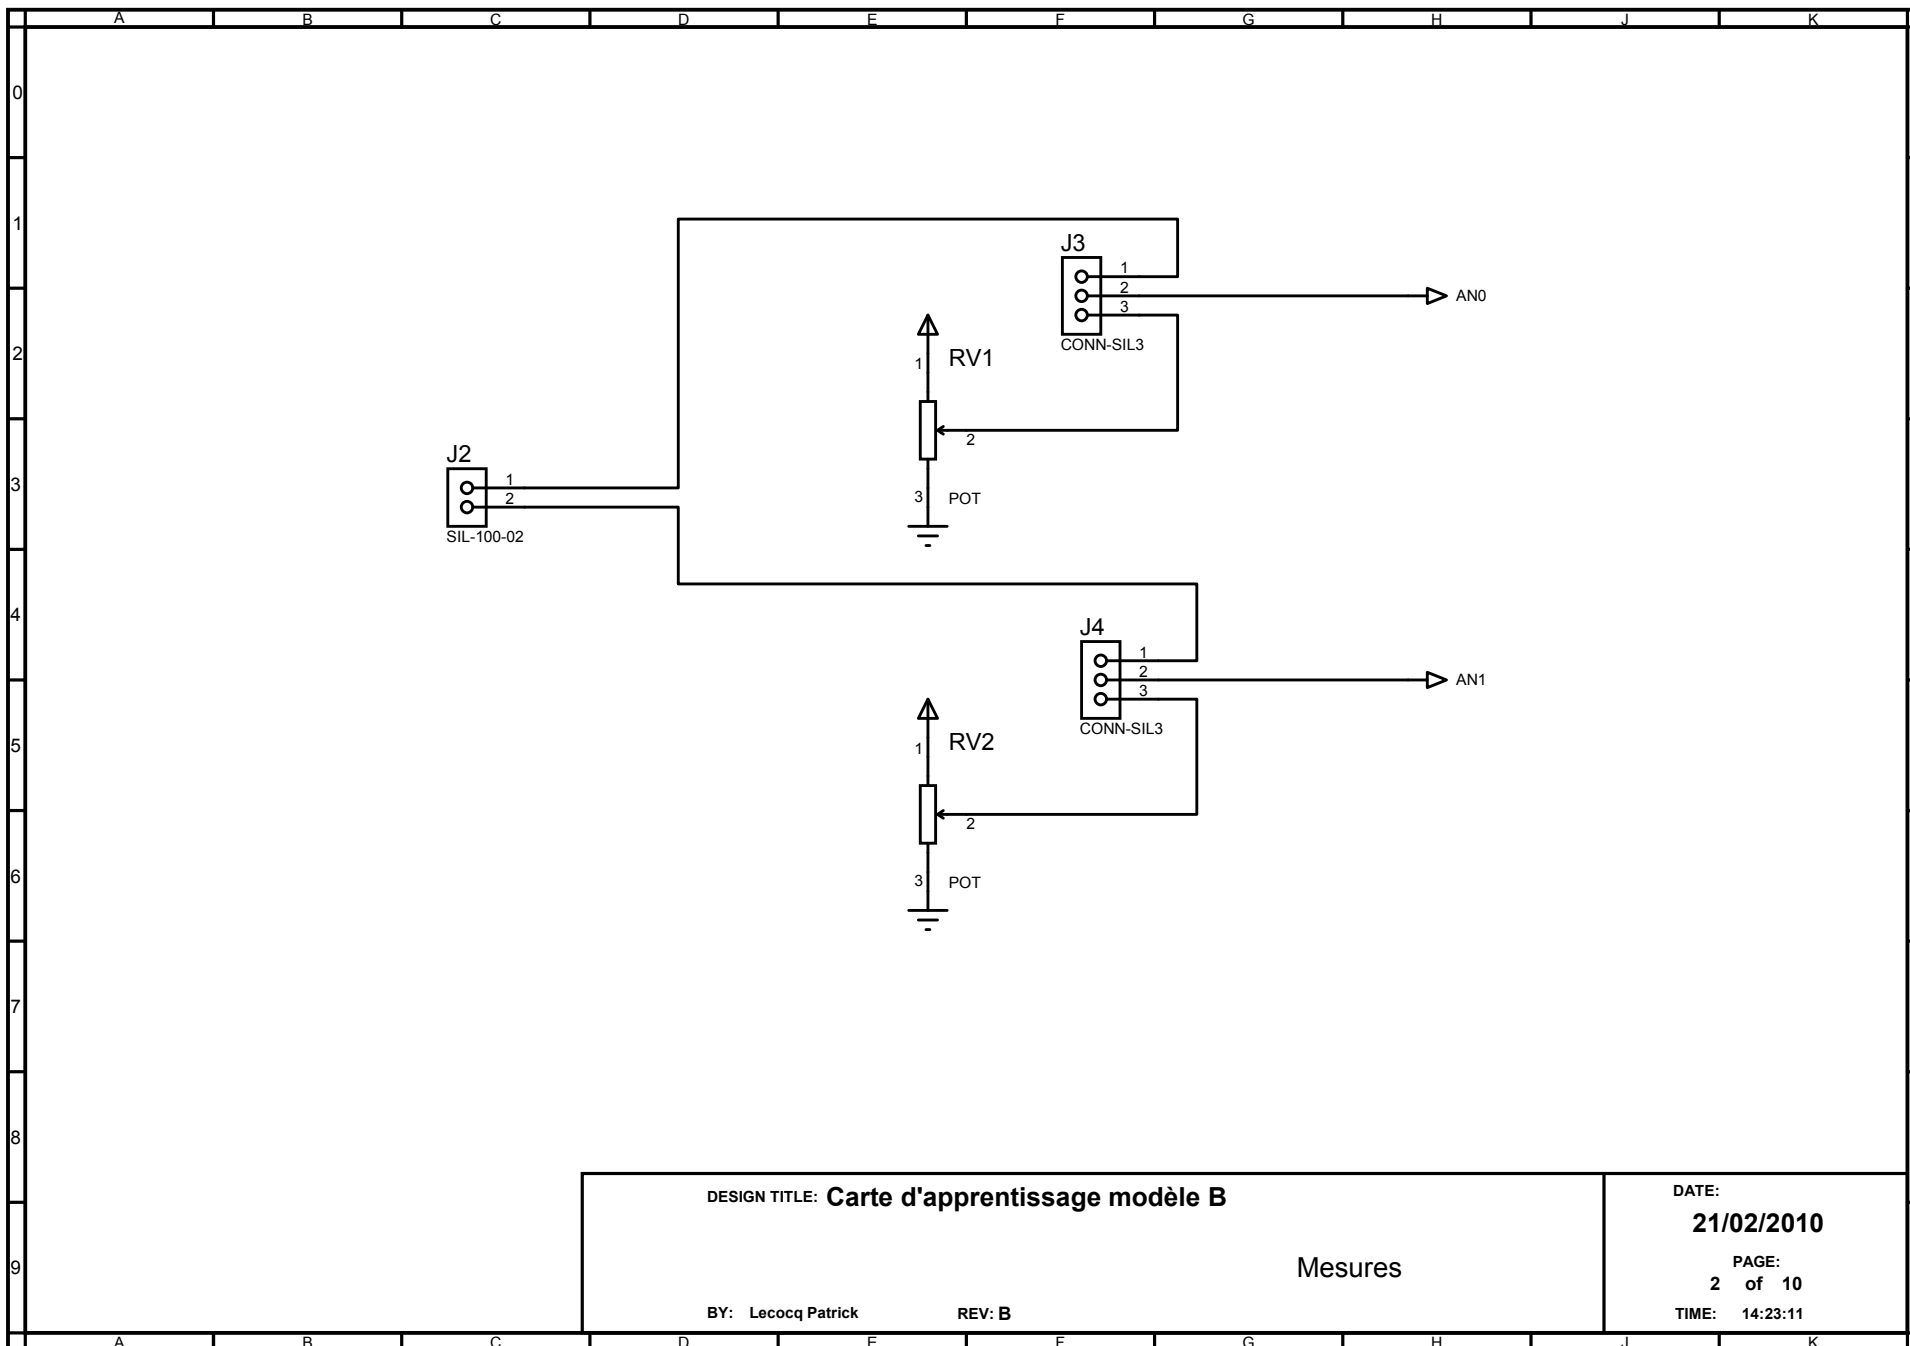 A B C D E F G H J K
0
1
2
3
4
5
6
7
8
9
J3
1
2
3
CONN-SIL3
AN0
RV1
1
2
3
POT
J2
1
2
SIL-100-02
J4
1
2
3
CONN-SIL3
AN1
RV2
1
2
3
POT
DESIGN TITLE: Carte d'apprentissage modèle B
Mesures
BY: Lecocq Patrick REV: B
DATE:
21/02/2010
PAGE:
2 of 10
TIME: 14:23:11
A B C D E F G H J K